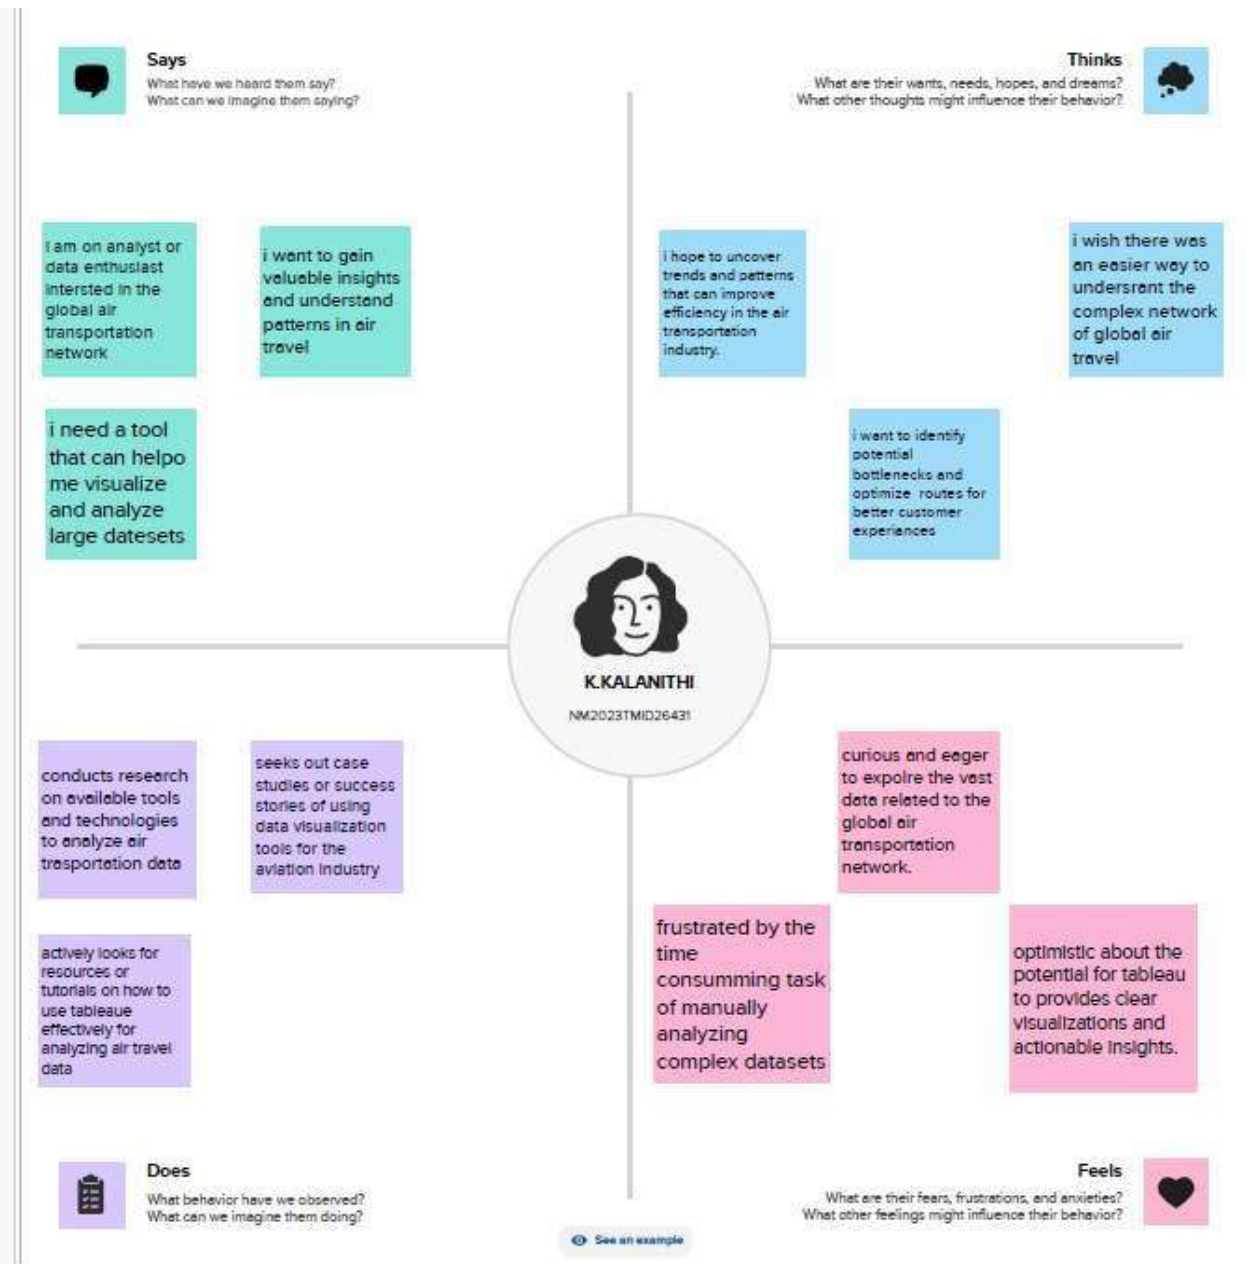 Says
What have we heard them say?
What can we imagine them saying?
Thinks
What are their wants, needs, hopes, and dreams?
What other thoughts might influence their behavior?
i am on analyst or
data enthusiast
intersted in the
global air
transportation
network
i want to gain
valuable insights
and understand
patterns in air
travel
i need a tool
that can helpo
me visualize
and analyze
large datesets
i hope to uncover
trends and patterns
that can improve
efficiency in the air
transportation
industry.
i wish there was
an easier way to
undersrant the
complex network
of global air
travel
i want to identify
potential
bottlenecks and
optimize routes for
better customer
experiances
K.KALANITHI
NM2023TMID26431
conducts research
on available tools
and technologies
to analyze air
trasportation data
seeks out case
studies or success
stories of using
data visualization
tools for the
aviation industry
actively looks for
resources or
tutorials on how to
use tableaue
effectively for
analyzing air travel
data
curious and eager
to expolre the vast
data related to the
global air
transportation
network.
frustrated by the
time
consumming task
of manually
analyzing
complex datasets
optimistic about the
potential for tableau
to provides clear
visualizations and
actionable insights.
Does
What behavior have we observed?
What can we imagine them doing?
Feels
What are their fears, frustrations, and anxieties?
What other feelings might influence their behavior?
See an example